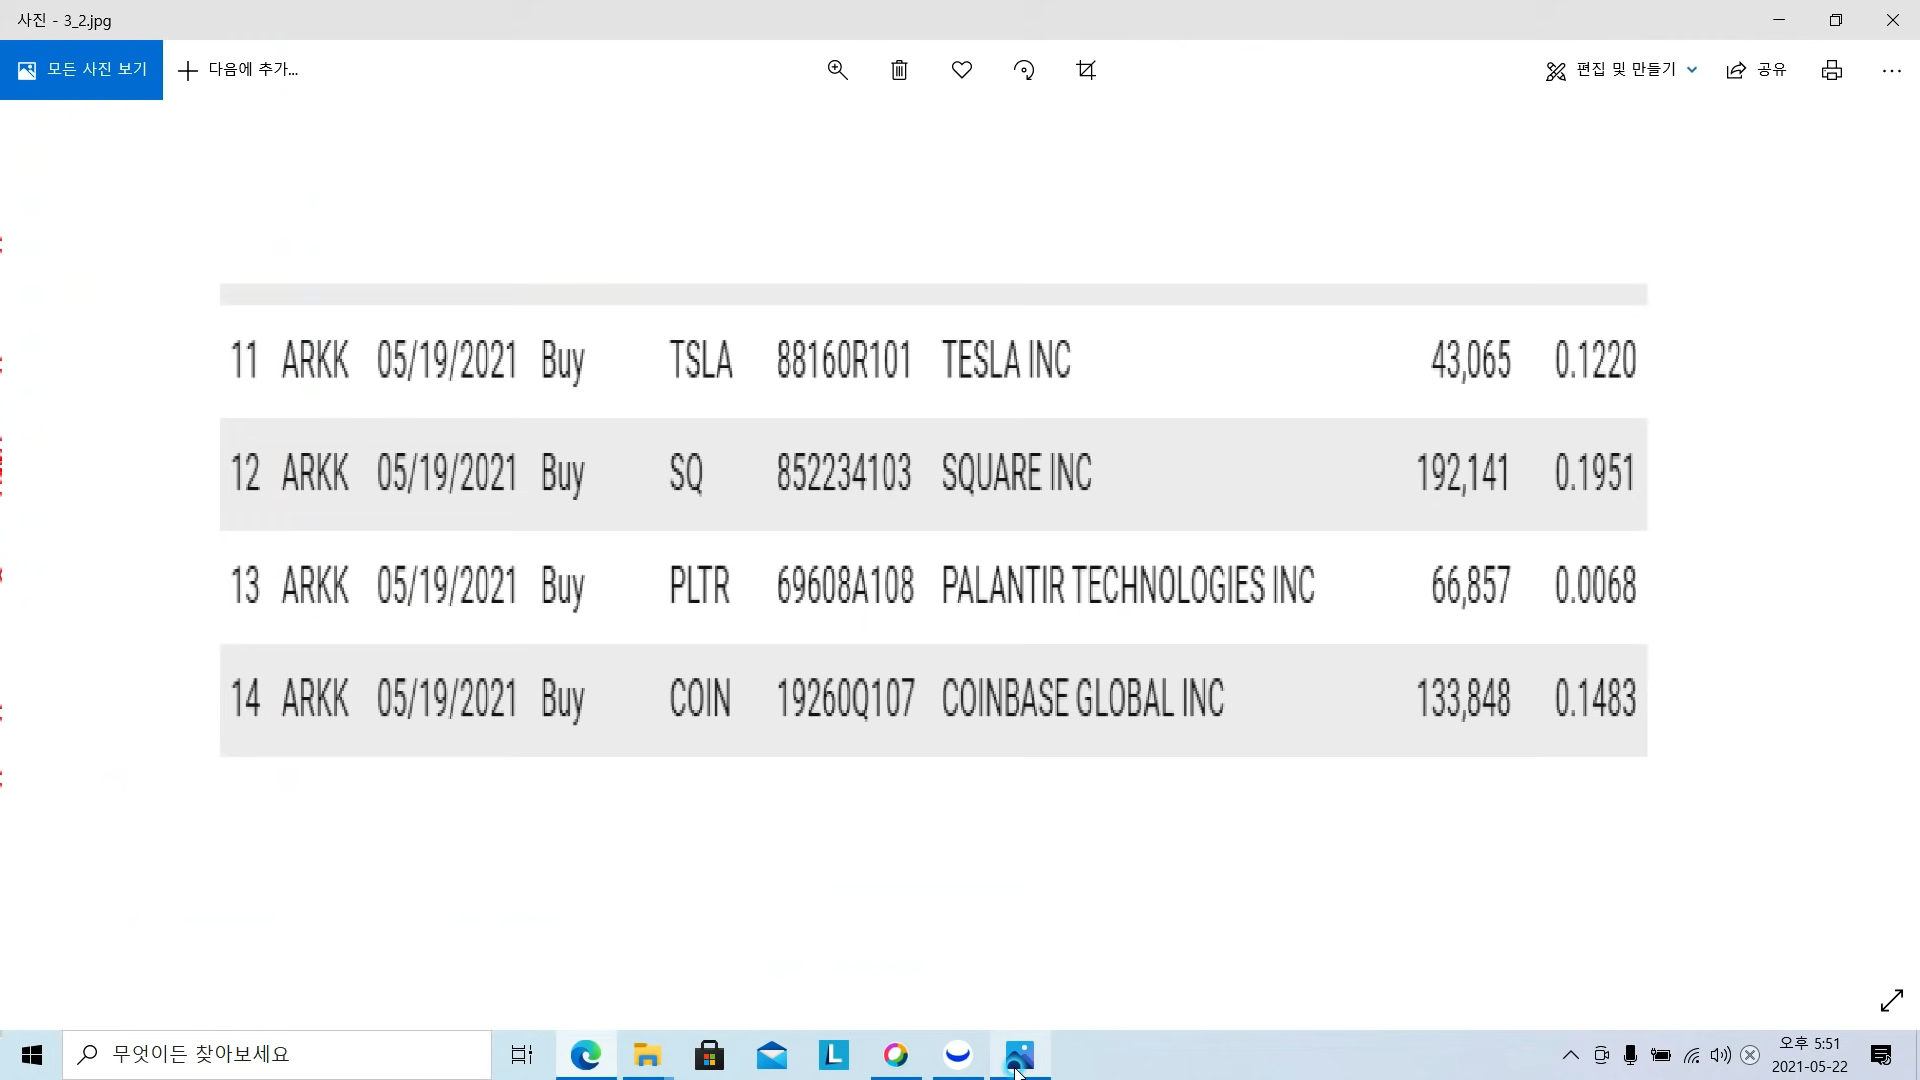 사진 - 3_2.jpg
모든 사진 보기 다음에 추가... 편집 및 만들기 공유
11 ARKK 05/19/2021 Buy TSLA 88160R101 TESLA INC 43,065 0.1220
12 ARKK 05/19/2021 Buy SQ 852234103 SQUARE INC 192,141 0.1951
13 ARKK 05/19/2021 Buy PLTR 69608A108 PALANTIR TECHNOLOGIES INC 66,857 0.0068
14 ARKK 05/19/2021 Buy COIN 19260Q107 COINBASE GLOBAL INC 133,848 0.1483
무엇이든 찾아보세요 L 오후 5:51
2021-05-22